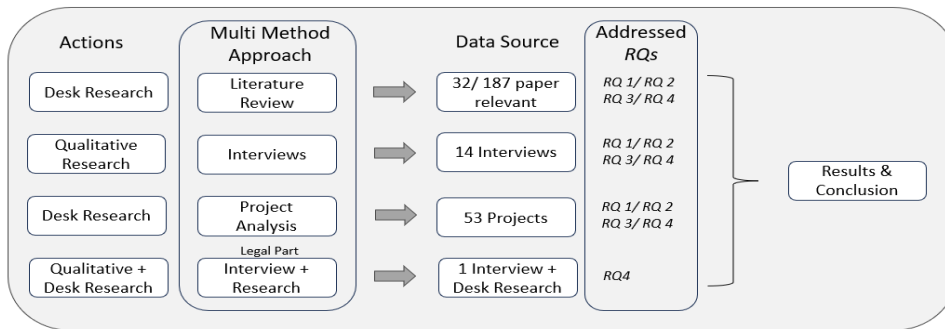 Actions
Multi Method
Approach
Data Source
Addressed
RQs
Desk Research
Literature
Review
32/ 187 paper
relevant
RQ 1/ RQ 2
RQ 3/ RQ 4
Qualitative
Research
Interviews
14 Interviews
RQ 1/ RQ 2
RQ 3/ RQ 4
Results &
Conclusion
Desk Research
Project
Analysis
53 Projects
RQ 1/ RQ 2
RQ 3/ RQ 4
Legal Part
Qualitative +
Desk Research
Interview +
Research
1 Interview +
Desk Research
RQ4